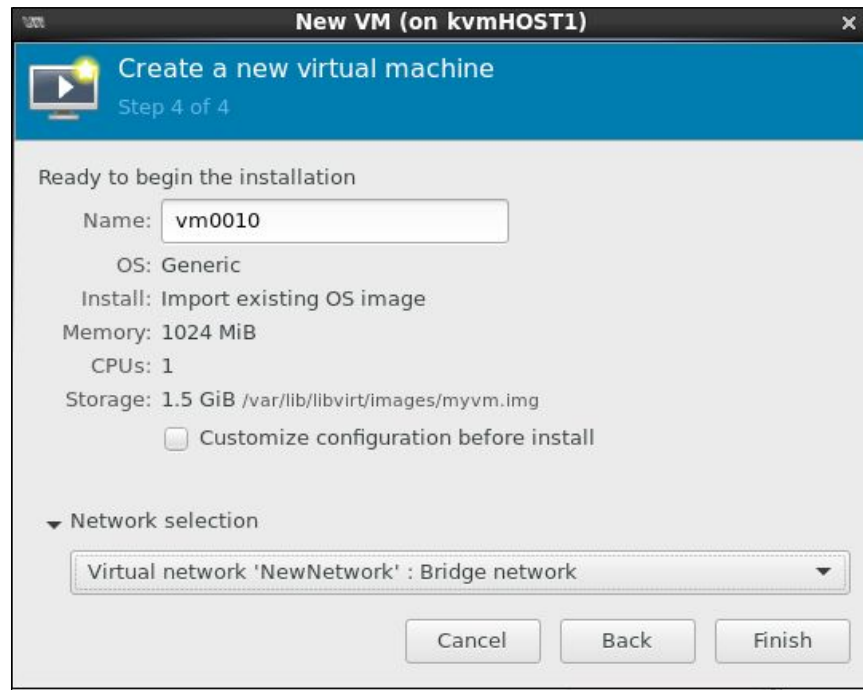 New VM (on kvmHOST1)
Create a new virtual machine
Step 4 of 4
Ready to begin the installation
Name: vm0010
OS: Generic
Install: Import existing OS image
Memory: 1024 MiB
CPUs: 1
Storage: 1.5 GiB /var/lib/libvirt/images/myvm.img
Customize configuration before install
Network selection
Virtual network 'NewNetwork' : Bridge network
Cancel Back Finish